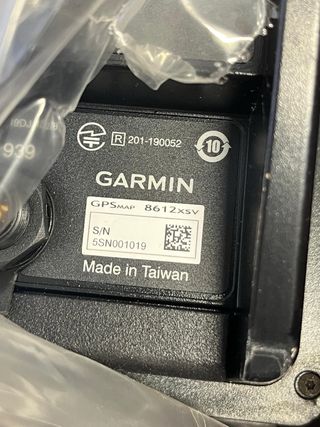 939
R 201-190052
10
GARMIN
GPSMAP 8612xsv
S/N
5SN001019
Made in Taiwan